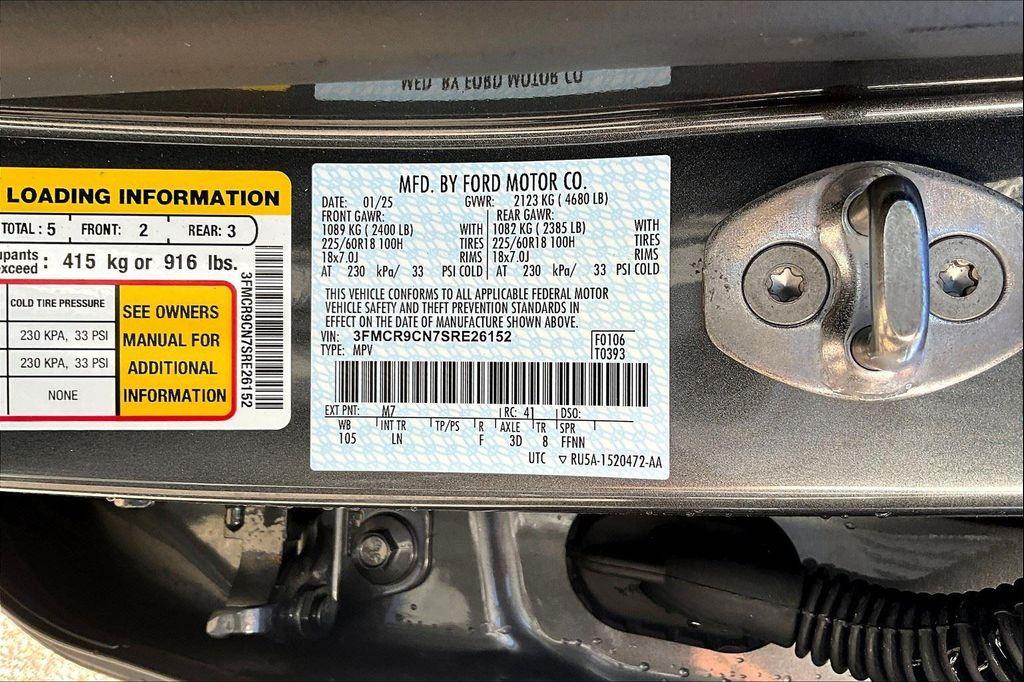 LOADING INFORMATION
TOTAL: 5 FRONT: 2 REAR: 3
exceed: 415 kg or 916 lbs.
COLD TIRE PRESSURE
230 KPA, 33 PSI
230 KPA, 33 PSI
NONE
SEE OWNERS
MANUAL FOR
ADDITIONAL
INFORMATION
3FMCR9CN7SRE26152
MFD. BY FORD MOTOR CO.
DATE: 01/25 GVWR: 2123 KG ( 4680 LB)
FRONT GAWR: REAR GAWR:
1089 KG ( 2400 LB) WITH 1082 KG ( 2385 LB) WITH
225/60R18 100H TIRES 225/60R18 100H TIRES
18x7.0J RIMS 18x7.0J RIMS
AT 230 kPa/ 33 PSI COLD AT 230 kPa/ 33 PSI COLD
THIS VEHICLE CONFORMS TO ALL APPLICABLE FEDERAL MOTOR
VEHICLE SAFETY AND THEFT PREVENTION STANDARDS IN
EFFECT ON THE DATE OF MANUFACTURE SHOWN ABOVE.
VIN: 3FMCR9CN7SRE26152 F0106
TYPE: MPV T0393
EXT PNT: M7 RC: 41 DSO:
WB INT TR TP/PS R AXLE TR SPR
105 LN F 3D 8 FFNN
UTC ▽ RU5A-1520472-AA